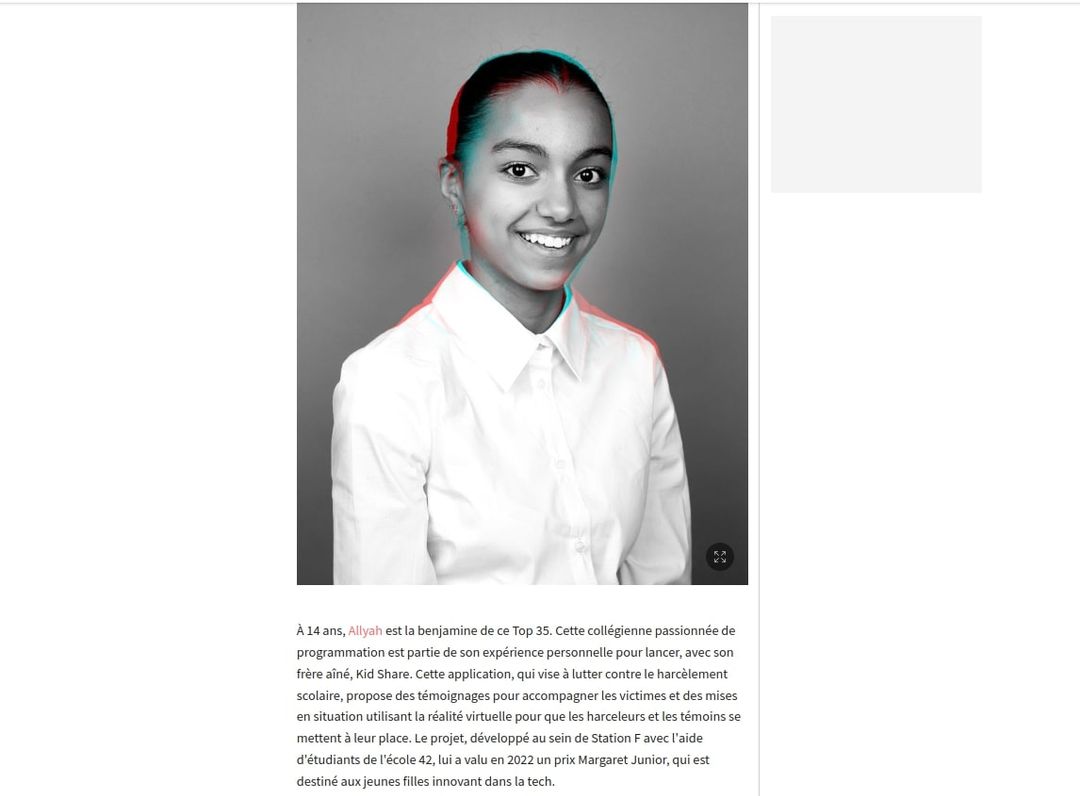 À 14 ans, Allyah est la benjamine de ce Top 35. Cette collégienne passionnée de
programmation est partie de son expérience personnelle pour lancer, avec son
frère aîné, Kid Share. Cette application, qui vise à lutter contre le harcèlement
scolaire, propose des témoignages pour accompagner les victimes et des mises
en situation utilisant la réalité virtuelle pour que les harceleurs et les témoins se
mettent à leur place. Le projet, développé au sein de Station F avec l'aide
d'étudiants de l'école 42, lui a valu en 2022 un prix Margaret Junior, qui est
destiné aux jeunes filles innovant dans la tech.